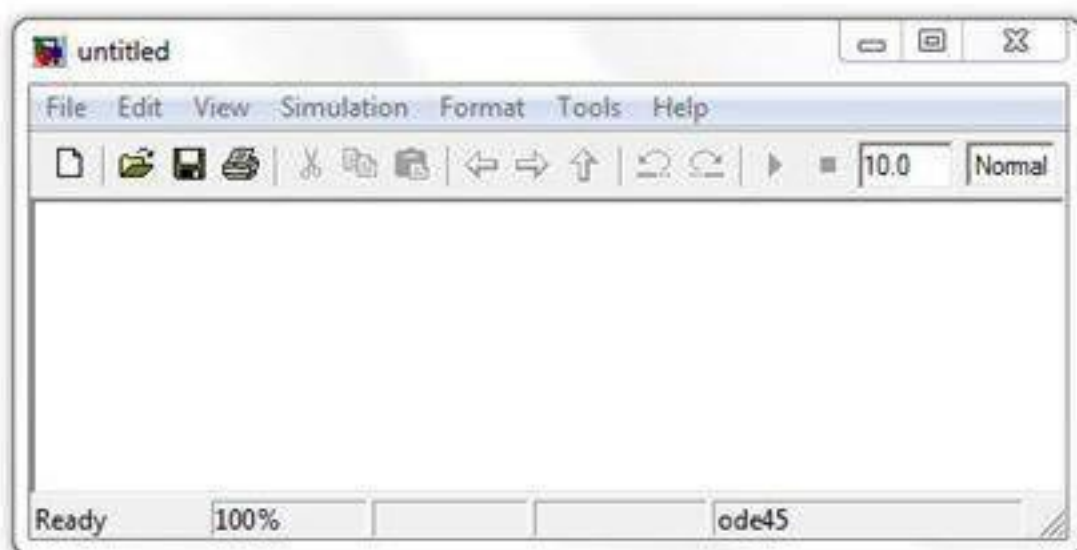 untitled
File Edit View Simulation Format Tools Help
10.0 Normal
Ready 100% ode45